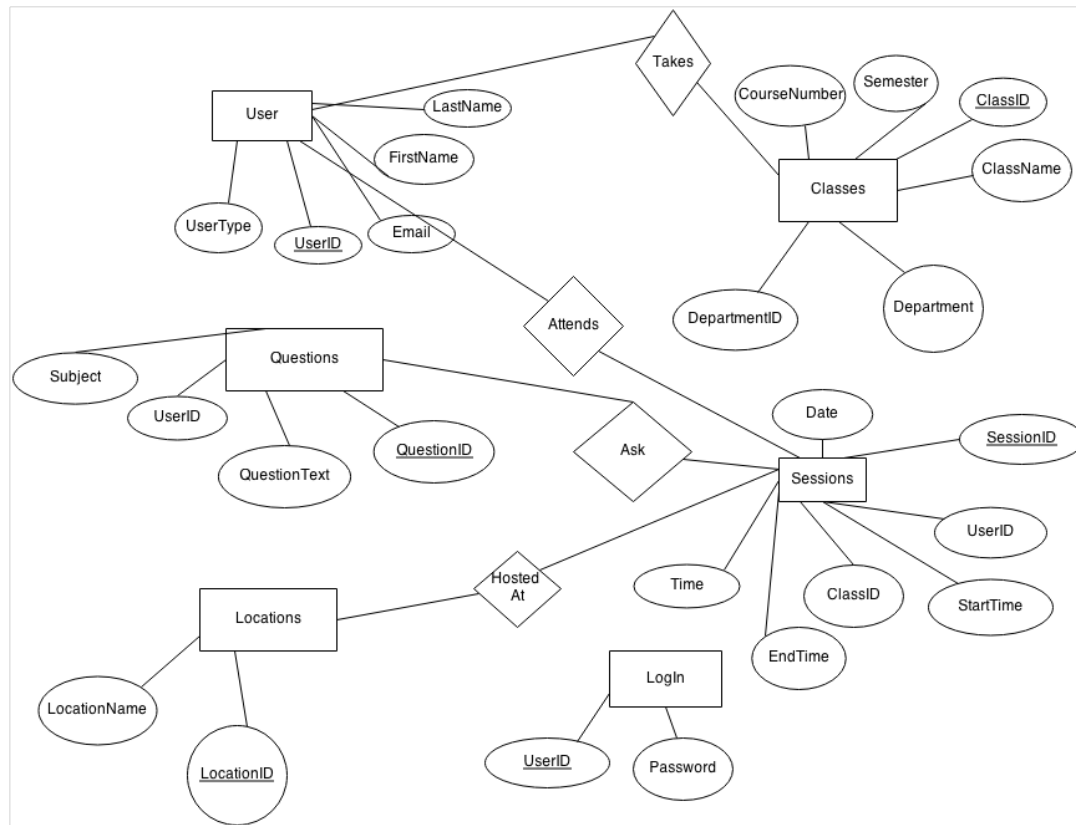 Takes
CourseNumber
Semester
ClassID
LastName
User
FirstName
Classes
ClassName
UserType
UserID
Email
DepartmentID
Department
Attends
Questions
Subject
UserID
QuestionText
QuestionID
Ask
Date
SessionID
Sessions
UserID
Time
ClassID
StartTime
EndTime
Hosted
At
Locations
LocationName
LocationID
LogIn
UserID
Password